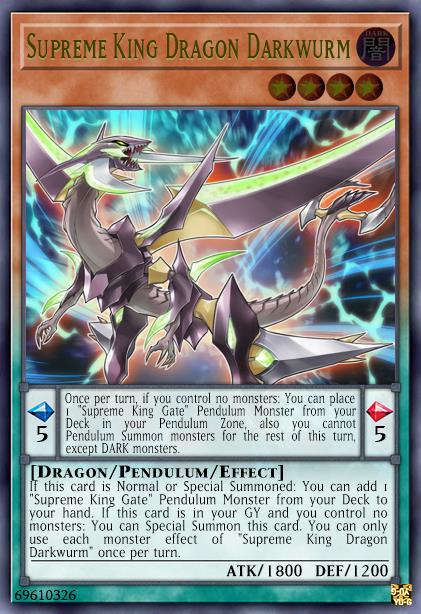 Supreme King Dragon Darkwurm
DARK
闇
Once per turn, if you control no monsters: You can place
1 "Supreme King Gate" Pendulum Monster from your
Deck in your Pendulum Zone, also you cannot
Pendulum Summon monsters for the rest of this turn,
except DARK monsters.
5
5
[Dragon/Pendulum/Effect]
If this card is Normal or Special Summoned: You can add 1
"Supreme King Gate" Pendulum Monster from your Deck to
your hand. If this card is in your GY and you control no
monsters: You can Special Summon this card. You can only
use each monster effect of "Supreme King Dragon
Darkwurm" once per turn.
ATK/1800 DEF/1200
69610326